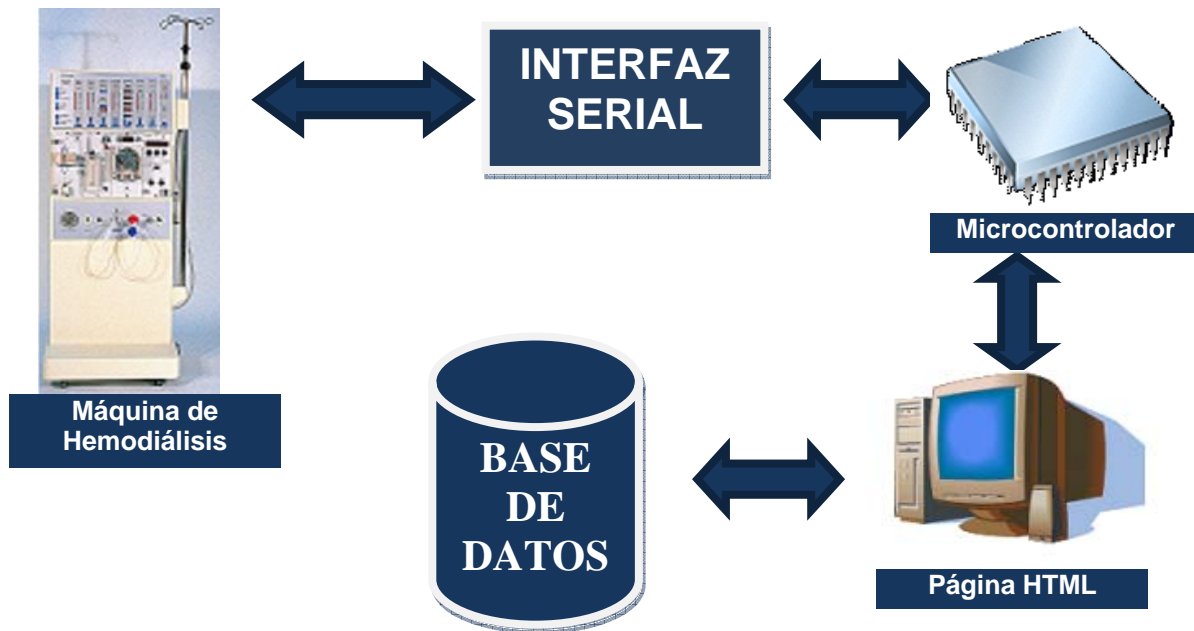 INTERFAZ
SERIAL
Microcontrolador
Máquina de
Hemodiálisis
BASE
DE
DATOS
Página HTML